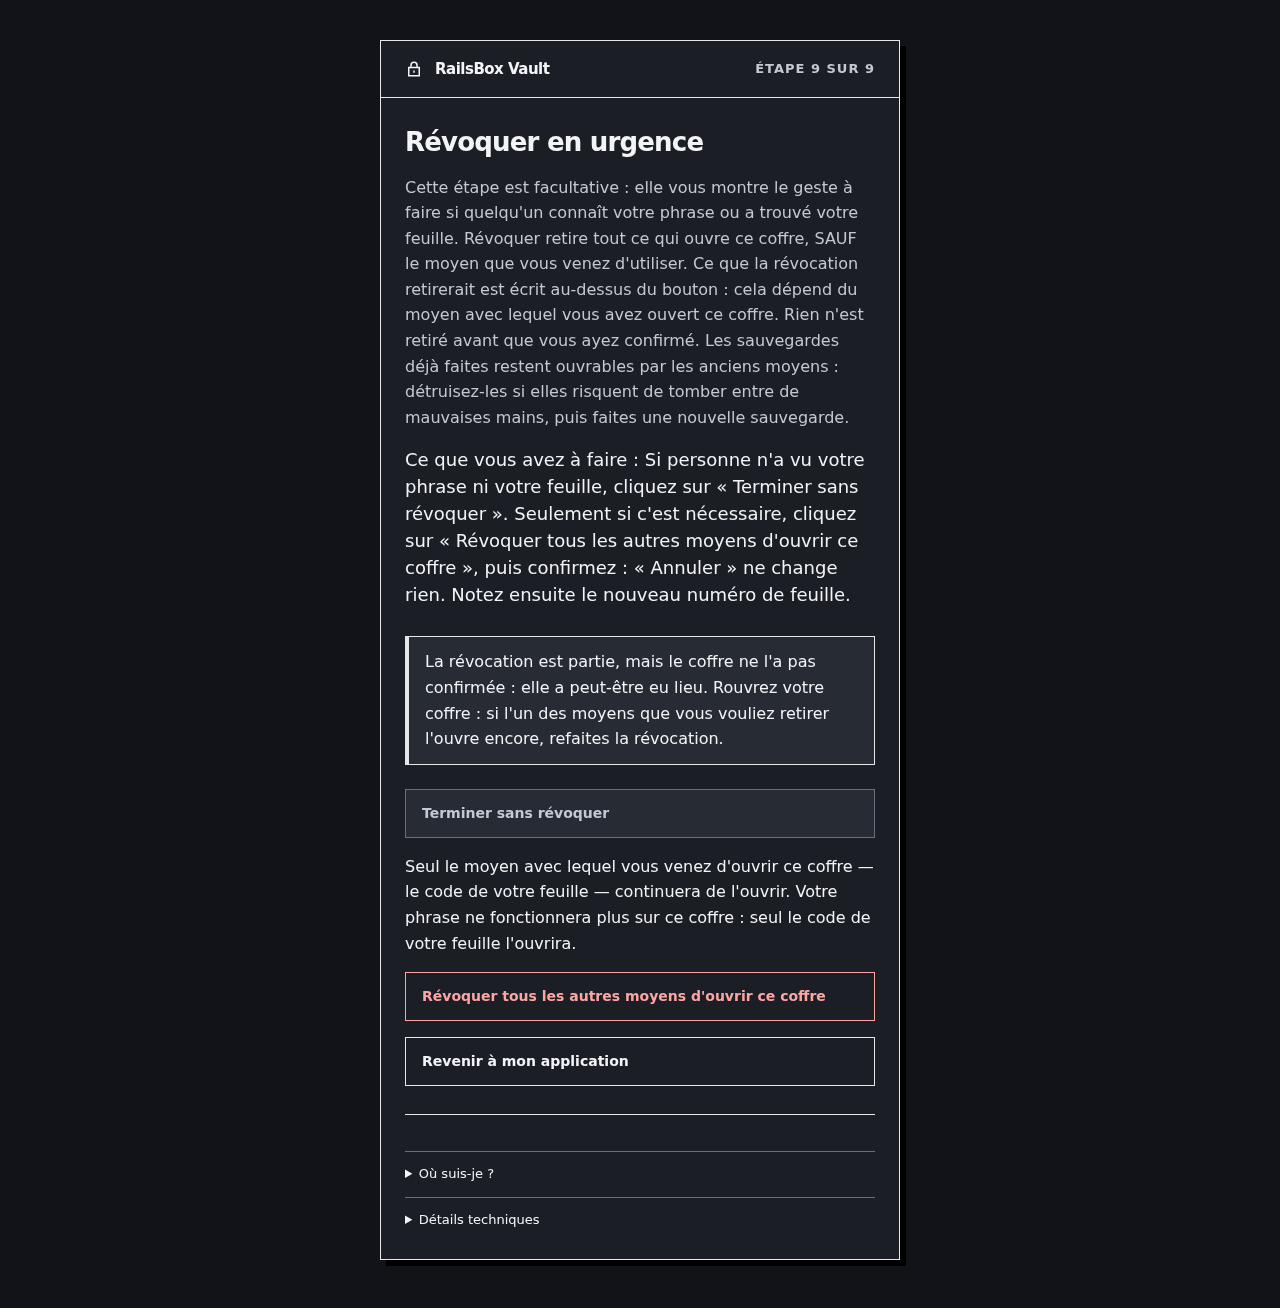 RailsBox Vault
ÉTAPE 9 SUR 9
Révoquer en urgence
Cette étape est facultative : elle vous montre le geste à
faire si quelqu'un connaît votre phrase ou a trouvé votre
feuille. Révoquer retire tout ce qui ouvre ce coffre, SAUF
le moyen que vous venez d'utiliser. Ce que la révocation
retirerait est écrit au-dessus du bouton : cela dépend du
moyen avec lequel vous avez ouvert ce coffre. Rien n'est
retiré avant que vous ayez confirmé. Les sauvegardes
déjà faites restent ouvrables par les anciens moyens :
détruisez-les si elles risquent de tomber entre de
mauvaises mains, puis faites une nouvelle sauvegarde.
Ce que vous avez à faire : Si personne n'a vu votre
phrase ni votre feuille, cliquez sur « Terminer sans
révoquer ». Seulement si c'est nécessaire, cliquez
sur « Révoquer tous les autres moyens d'ouvrir ce
coffre », puis confirmez : « Annuler » ne change
rien. Notez ensuite le nouveau numéro de feuille.
La révocation est partie, mais le coffre ne l'a pas
confirmée : elle a peut-être eu lieu. Rouvrez votre
coffre : si l'un des moyens que vous vouliez retirer
l'ouvre encore, refaites la révocation.
Terminer sans révoquer
Seul le moyen avec lequel vous venez d'ouvrir ce coffre —
le code de votre feuille — continuera de l'ouvrir. Votre
phrase ne fonctionnera plus sur ce coffre : seul le code de
votre feuille l'ouvrira.
Révoquer tous les autres moyens d'ouvrir ce coffre
Revenir à mon application
Où suis-je ?
Détails techniques